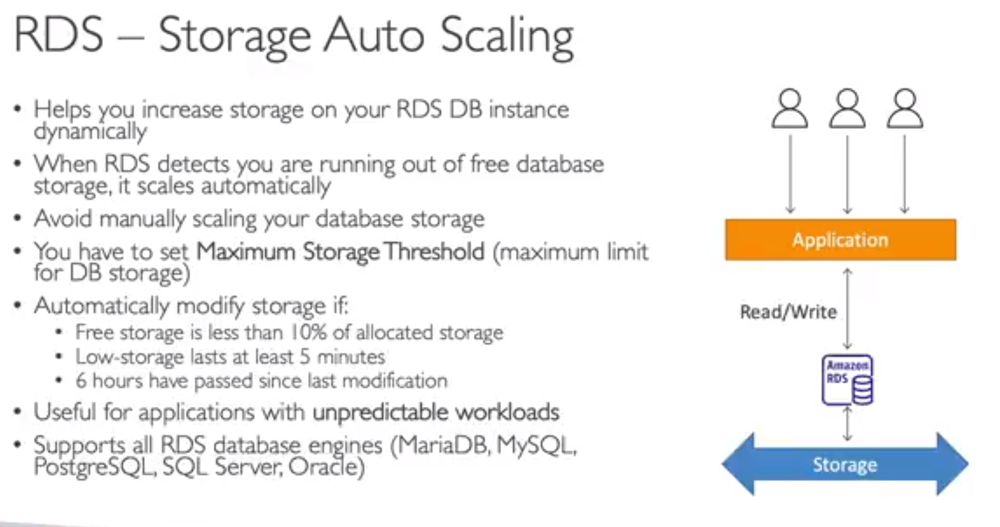 RDS – Storage Auto Scaling
• Helps you increase storage on your RDS DB instance
dynamically
• When RDS detects you are running out of free database
storage, it scales automatically
• Avoid manually scaling your database storage
• You have to set Maximum Storage Threshold (maximum limit
for DB storage)
• Automatically modify storage if:
• Free storage is less than 10% of allocated storage
• Low-storage lasts at least 5 minutes
• 6 hours have passed since last modification
• Useful for applications with unpredictable workloads
• Supports all RDS database engines (MariaDB, MySQL,
PostgreSQL, SQL Server, Oracle)
Application
Read/Write
Amazon
RDS
Storage